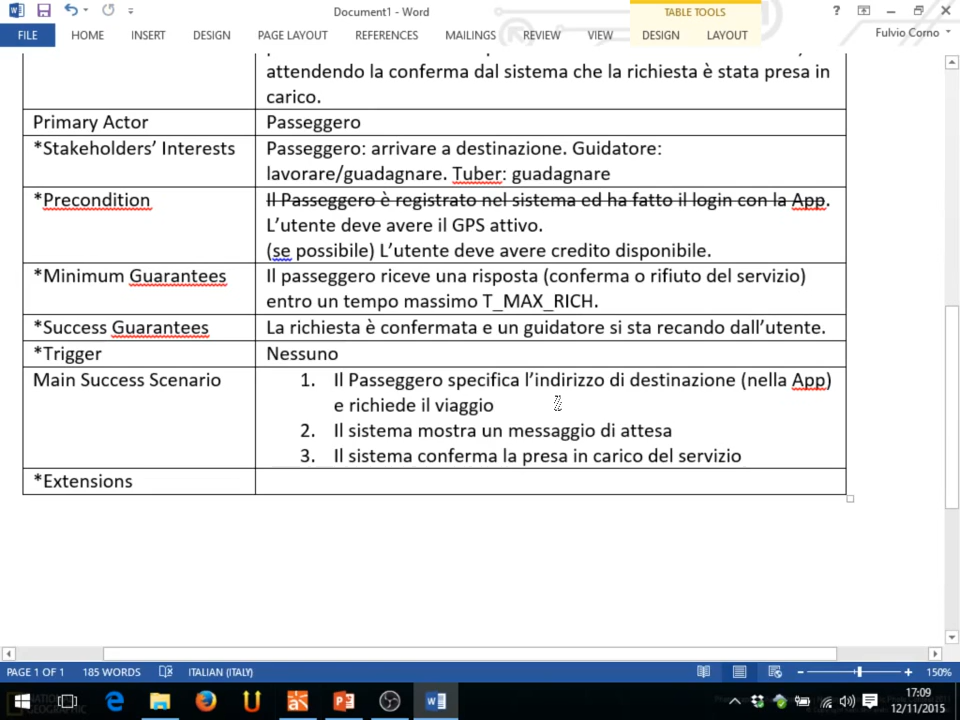 Document1 - Word
TABLE TOOLS
?
FILE
HOME
INSERT
DESIGN
PAGE LAYOUT
REFERENCES
MAILINGS
REVIEW
VIEW
DESIGN
LAYOUT
Fulvio Corno
attendendo la conferma dal sistema che la richiesta è stata presa in
carico.
Primary Actor
Passeggero
*Stakeholders’ Interests
Passeggero: arrivare a destinazione. Guidatore:
lavorare/guadagnare. Tuber: guadagnare
*Precondition
Il Passeggero è registrato nel sistema ed ha fatto il login con la App.
L’utente deve avere il GPS attivo.
(se possibile) L’utente deve avere credito disponibile.
*Minimum Guarantees
Il passeggero riceve una risposta (conferma o rifiuto del servizio)
entro un tempo massimo T_MAX_RICH.
*Success Guarantees
La richiesta è confermata e un guidatore si sta recando dall’utente.
*Trigger
Nessuno
Main Success Scenario
1. Il Passeggero specifica l’indirizzo di destinazione (nella App)
e richiede il viaggio
2. Il sistema mostra un messaggio di attesa
3. Il sistema conferma la presa in carico del servizio
*Extensions
PAGE 1 OF 1
185 WORDS
ITALIAN (ITALY)
150%
17:09
12/11/2015